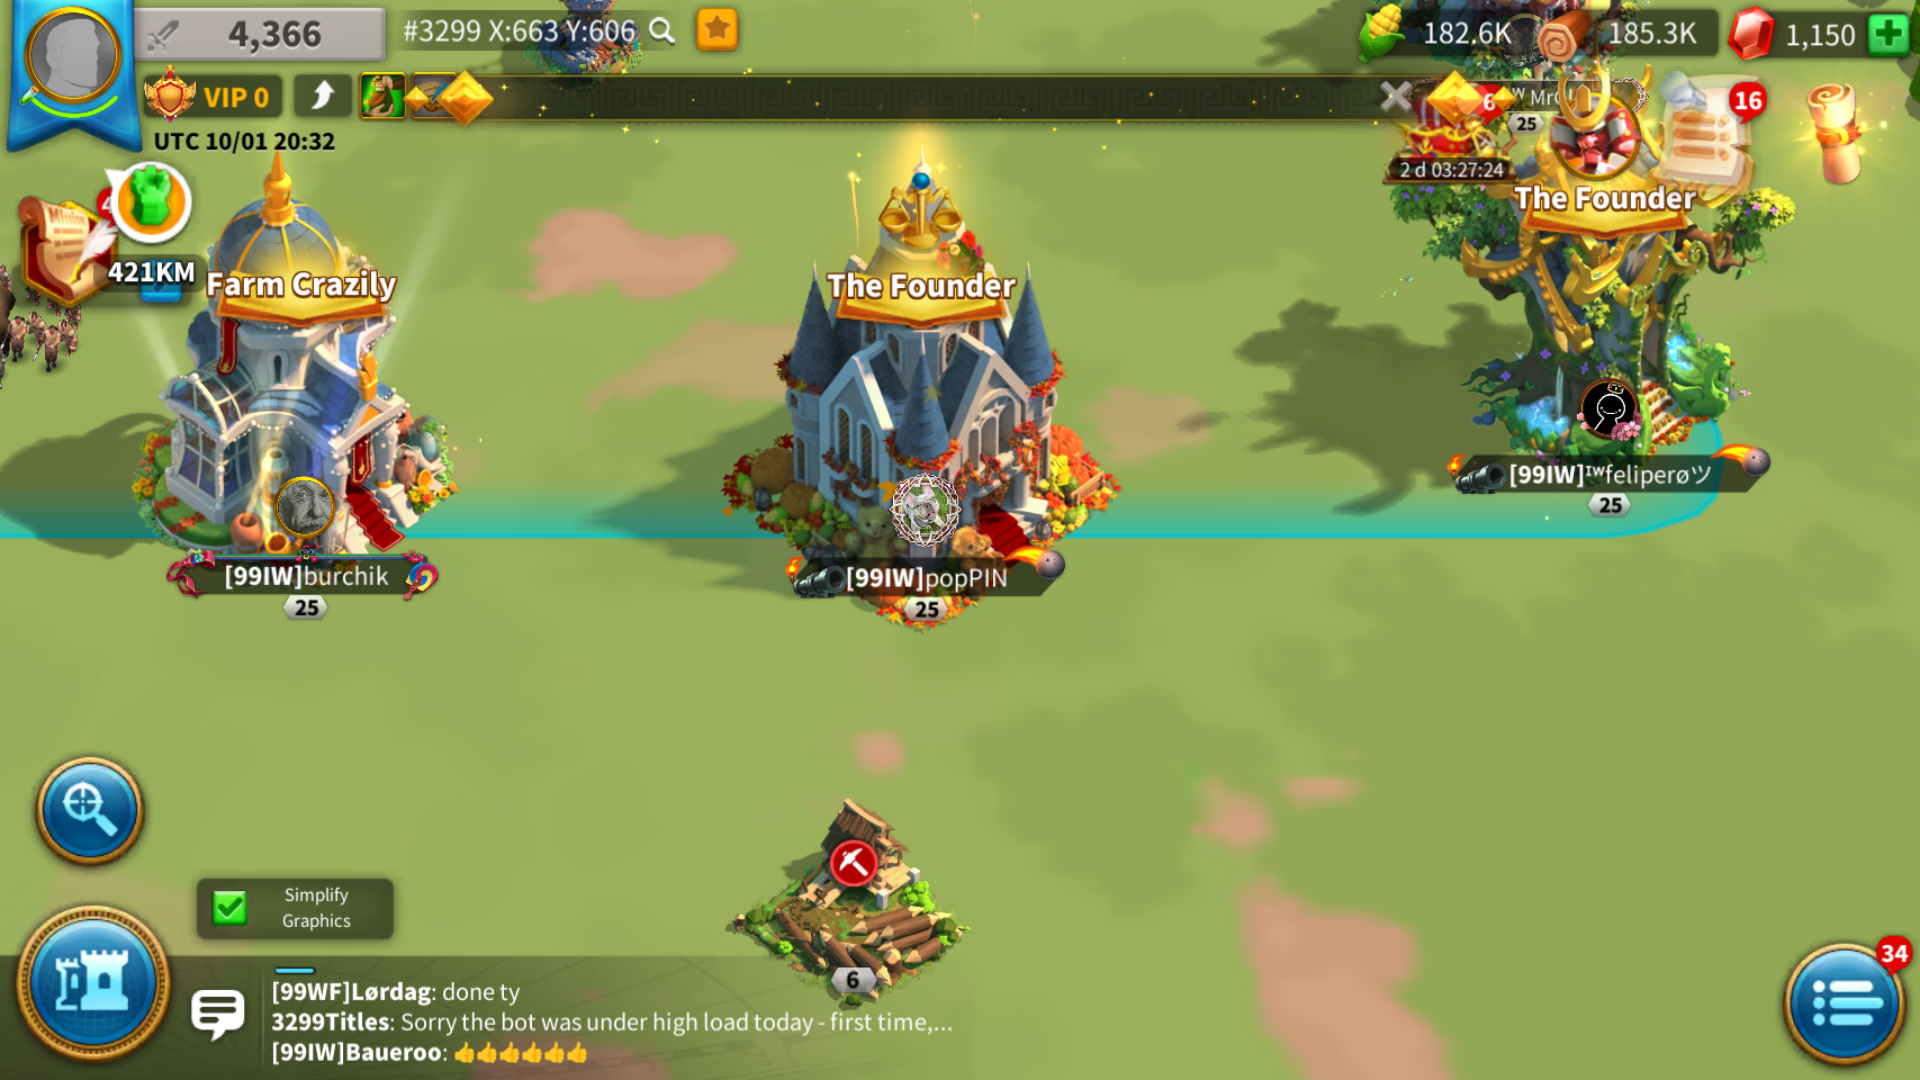 4,366
#3299 X:663 Y:606
182.6K
185.3K
1,150
VIP 0
UTC 10/01 20:32
6
25
16
2 d 03:27:24
Mission
4
421KM
Farm Crazily
The Founder
The Founder
[99IW]burchik
25
[99IW]popPIN
25
[99IW]ᴵᵂfeliperøツ
25
6
Simplify
Graphics
34
[99WF]Lørdag: done ty
3299Titles: Sorry the bot was under high load today - first time,...
[99IW]Baueroo: 👍👍👍👍👍👍